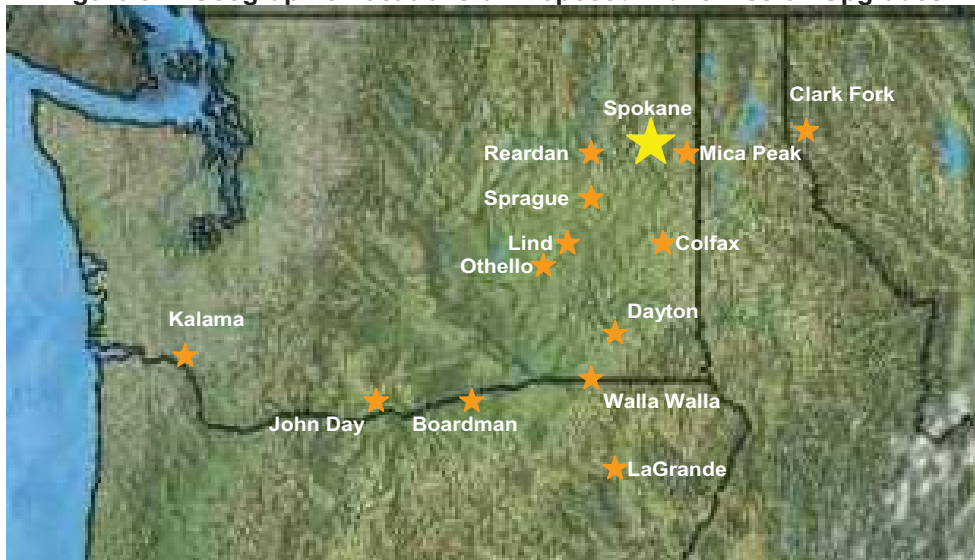 Clark Fork
Spokane
Reardan
Mica Peak
Sprague
Lind
Colfax
Othello
Dayton
Kalama
Walla Walla
John Day
Boardman
LaGrande